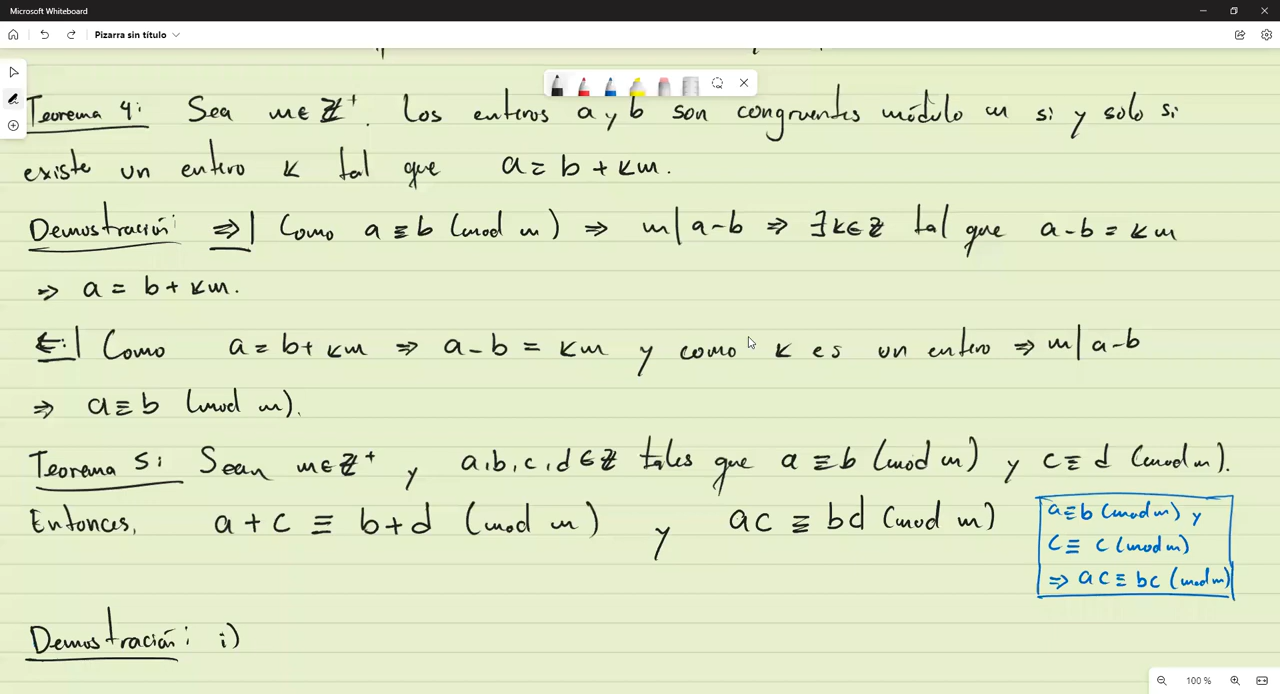 Microsoft Whiteboard
Pizarra sin título
Teorema 4: Sea m∈ℤ⁺. Los enteros a y b son congruentes módulo m si y solo si
existe un entero k tal que a = b + km.
Demostración: ⇒| Como a≡b (mod m) ⇒ m|a-b ⇒ ∃k∈ℤ tal que a-b = km
⇒ a = b + km.
⇐:| Como a = b + km ⇒ a-b = km y como k es un entero ⇒ m|a-b
⇒ a≡b (mod m).
Teorema 5: Sean m∈ℤ⁺ y a,b,c,d∈ℤ tales que a≡b (mod m) y c≡d (mod m).
Entonces, a+c ≡ b+d (mod m) y ac ≡ bd (mod m)
a≡b (mod m) y
c≡c (mod m)
⇒ ac≡bc (mod m)
Demostración: i)
100 %